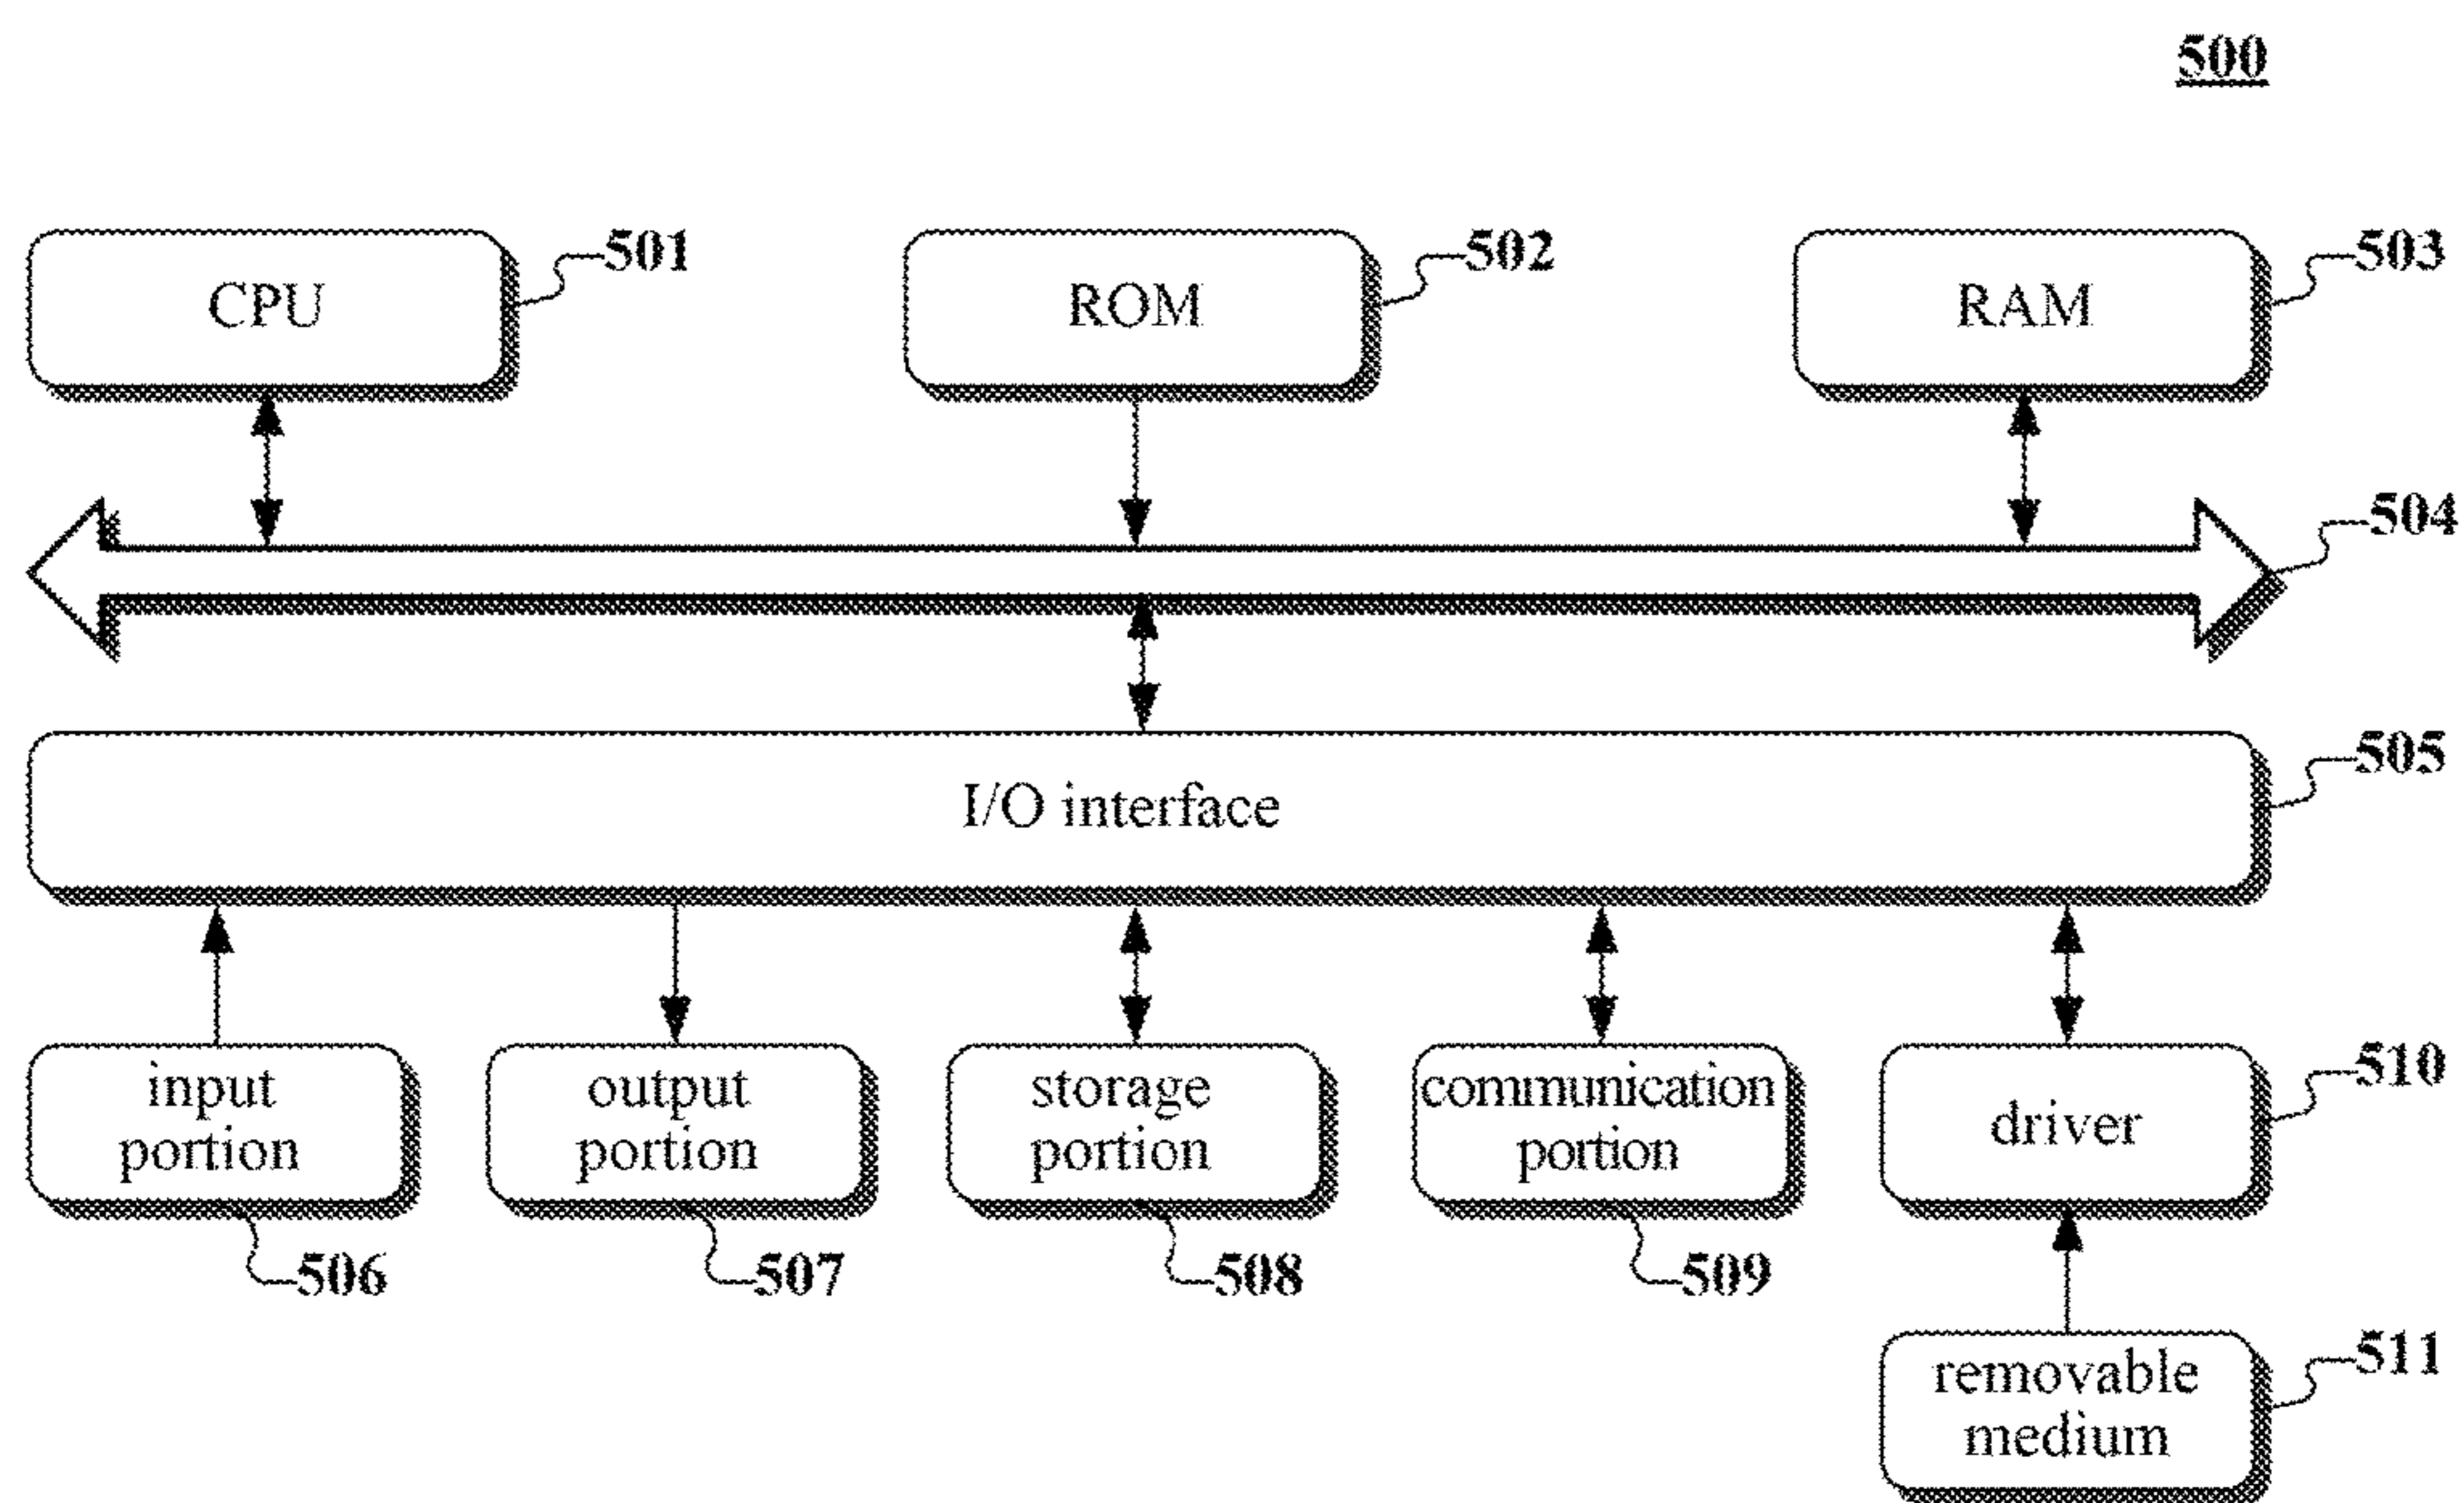 500
CPU
501
ROM
502
RAM
503
504
I/O interface
505
input
portion
output
portion
storage
portion
communication
portion
driver
510
506
507
508
509
removable
medium
511